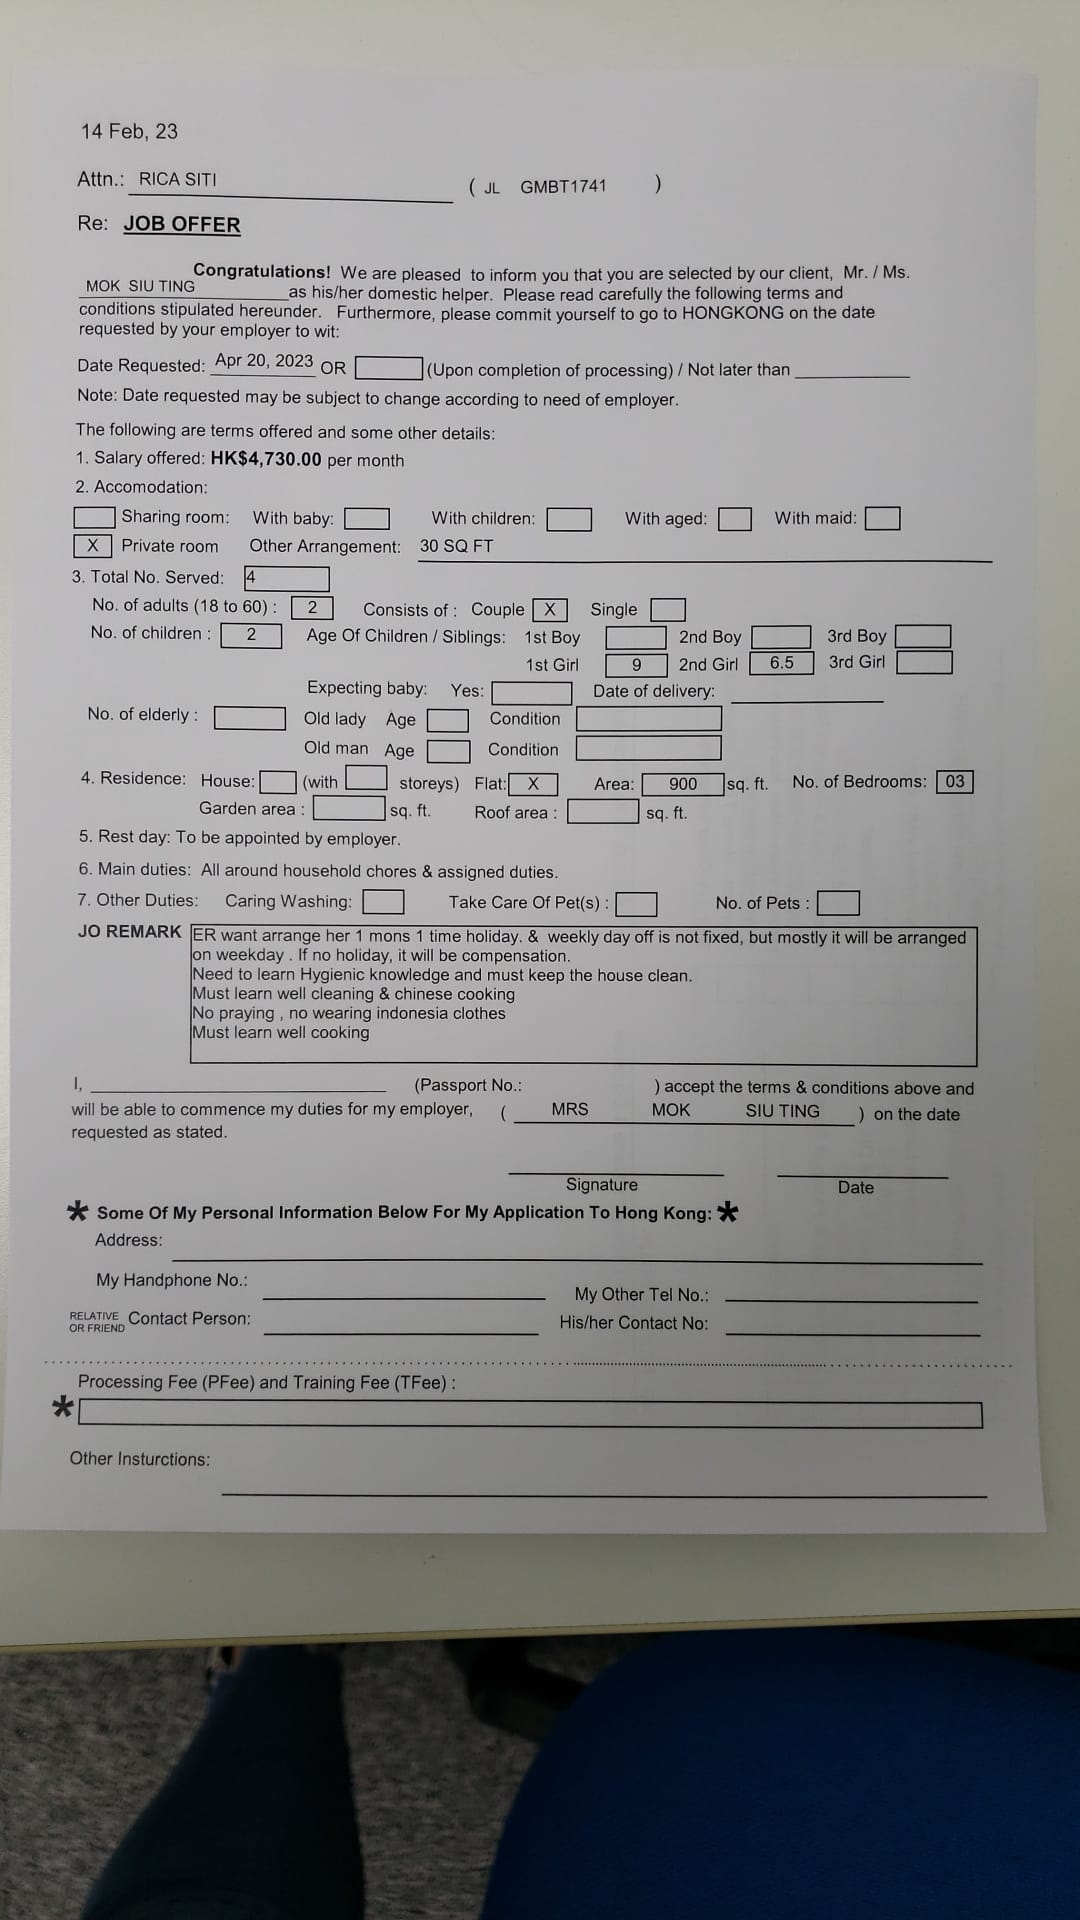 14 Feb, 23
Attn.: RICA SITI ( JL GMBT1741 )
Re: JOB OFFER
Congratulations! We are pleased to inform you that you are selected by our client, Mr. / Ms.
MOK SIU TING as his/her domestic helper. Please read carefully the following terms and
conditions stipulated hereunder. Furthermore, please commit yourself to go to HONGKONG on the date
requested by your employer to wit:
Date Requested: Apr 20, 2023 OR (Upon completion of processing) / Not later than
Note: Date requested may be subject to change according to need of employer.
The following are terms offered and some other details:
1. Salary offered: HK$4,730.00 per month
2. Accomodation:
Sharing room: With baby: With children: With aged: With maid:
X Private room Other Arrangement: 30 SQ FT
3. Total No. Served: 4
No. of adults (18 to 60) : 2 Consists of : Couple X Single
No. of children : 2 Age Of Children / Siblings: 1st Boy 2nd Boy 3rd Boy
1st Girl 9 2nd Girl 6.5 3rd Girl
Expecting baby: Yes: Date of delivery:
No. of elderly : Old lady Age Condition
Old man Age Condition
4. Residence: House: (with storeys) Flat: X Area: 900 sq. ft. No. of Bedrooms: 03
Garden area : sq. ft. Roof area : sq. ft.
5. Rest day: To be appointed by employer.
6. Main duties: All around household chores & assigned duties.
7. Other Duties: Caring Washing: Take Care Of Pet(s) : No. of Pets :
JO REMARK ER want arrange her 1 mons 1 time holiday. & weekly day off is not fixed, but mostly it will be arranged
on weekday . If no holiday, it will be compensation.
Need to learn Hygienic knowledge and must keep the house clean.
Must learn well cleaning & chinese cooking
No praying , no wearing indonesia clothes
Must learn well cooking
I, (Passport No.: ) accept the terms & conditions above and
will be able to commence my duties for my employer, ( MRS MOK SIU TING ) on the date
requested as stated.
Signature Date
* Some Of My Personal Information Below For My Application To Hong Kong: *
Address:
My Handphone No.: My Other Tel No.:
RELATIVE OR FRIEND Contact Person: His/her Contact No:
Processing Fee (PFee) and Training Fee (TFee) :
*
Other Insturctions: